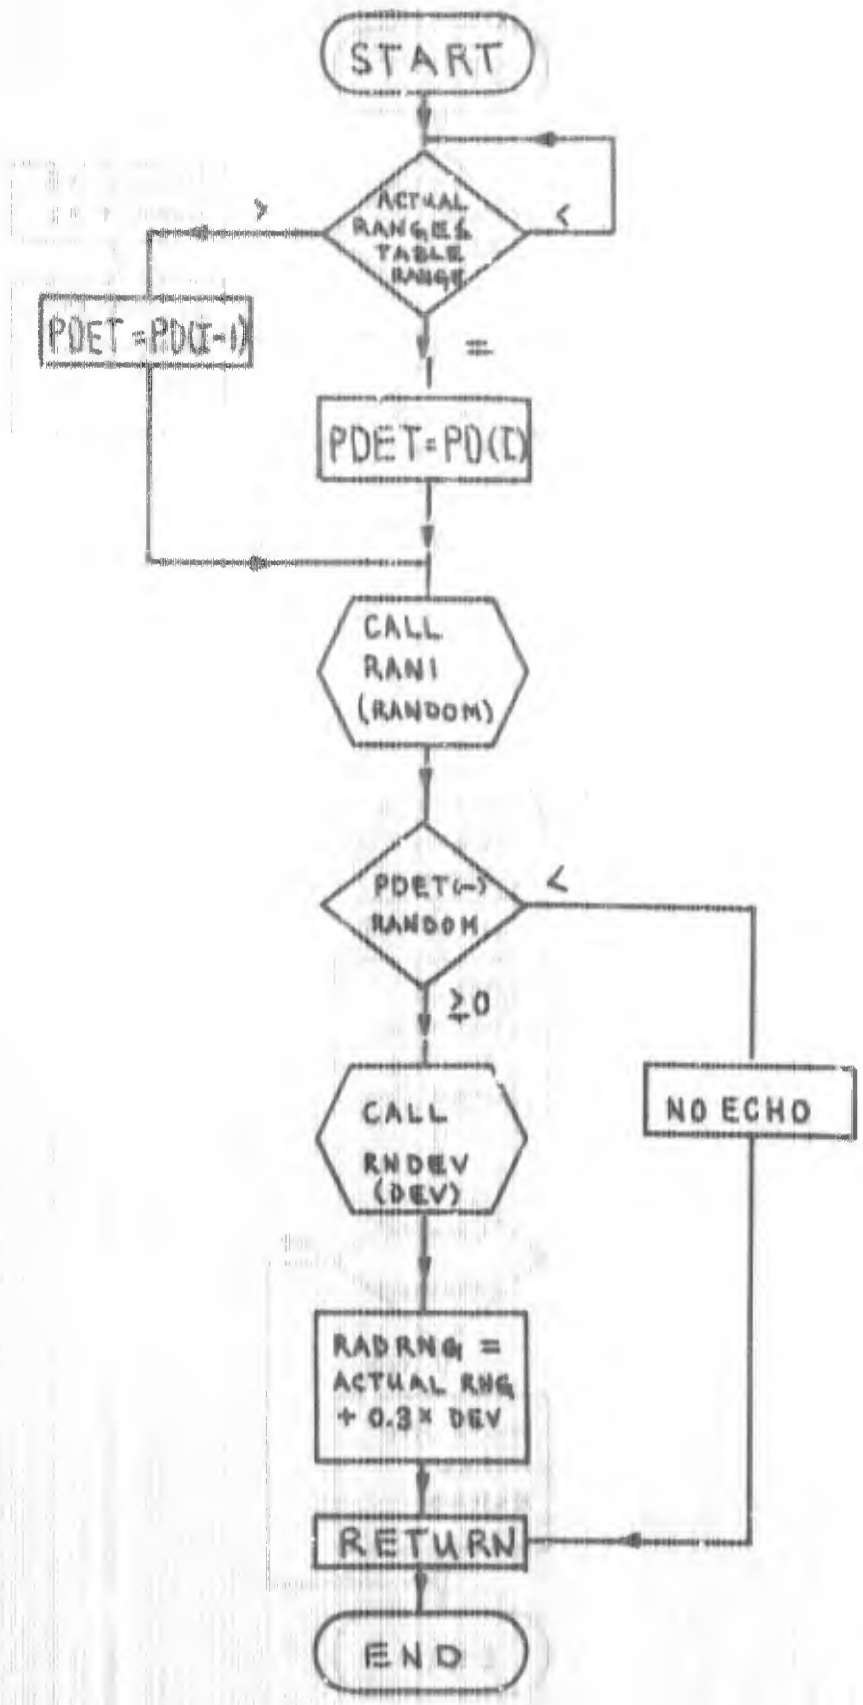 START
ACTUAL
RANGE &
TABLE
RANGE
>
<
PDET=PD(I-1)
=
PDET=PD(I)
CALL
RAN1
(RANDOM)
PDET(-)
RANDOM
<
≥0
CALL
RNDEV
(DEV)
NO ECHO
RADRNG =
ACTUAL RNG
+ 0.3 × DEV
RETURN
END